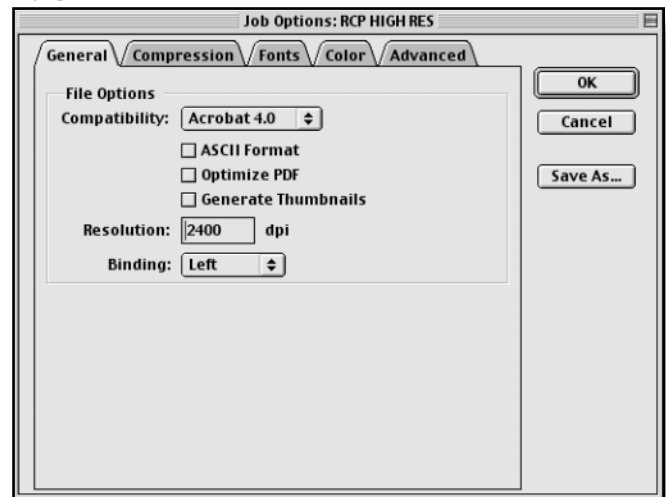 Job Options: RCP HIGH RES
General Compression Fonts Color Advanced
File Options
Compatibility: Acrobat 4.0
ASCII Format
Optimize PDF
Generate Thumbnails
Resolution: 2400 dpi
Binding: Left
OK
Cancel
Save As...